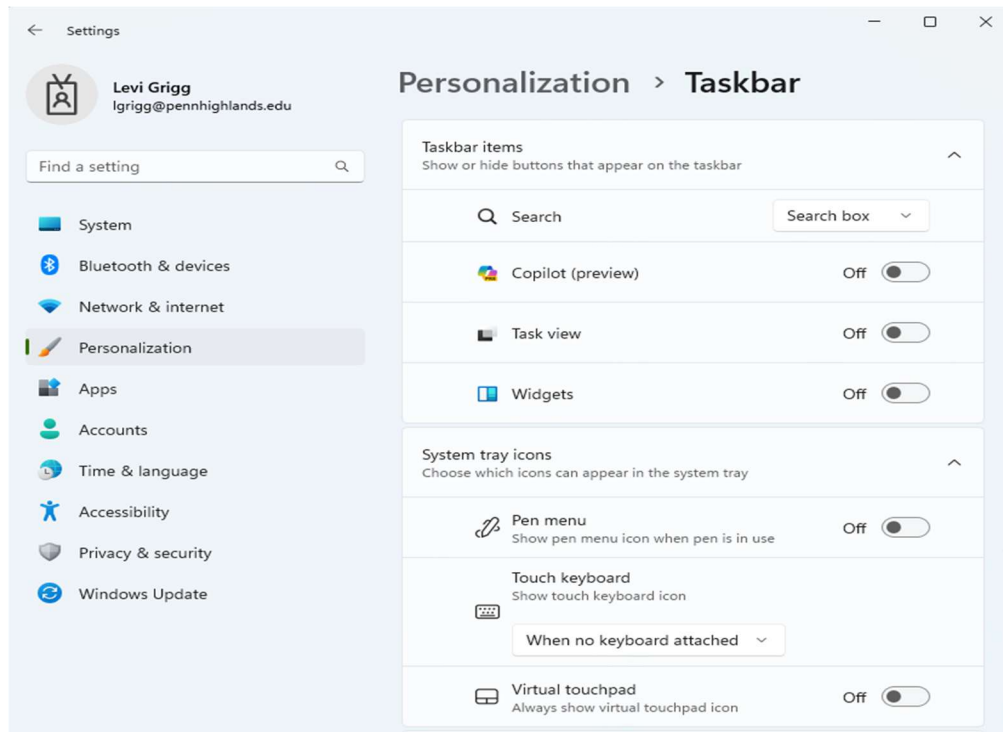 Settings
Levi Grigg
lgrigg@pennhighlands.edu
Find a setting
System
Bluetooth & devices
Network & internet
Personalization
Apps
Accounts
Time & language
Accessibility
Privacy & security
Windows Update
Personalization > Taskbar
Taskbar items
Show or hide buttons that appear on the taskbar
Search Search box
Copilot (preview) Off
Task view Off
Widgets Off
System tray icons
Choose which icons can appear in the system tray
Pen menu
Show pen menu icon when pen is in use Off
Touch keyboard
Show touch keyboard icon
When no keyboard attached
Virtual touchpad
Always show virtual touchpad icon Off